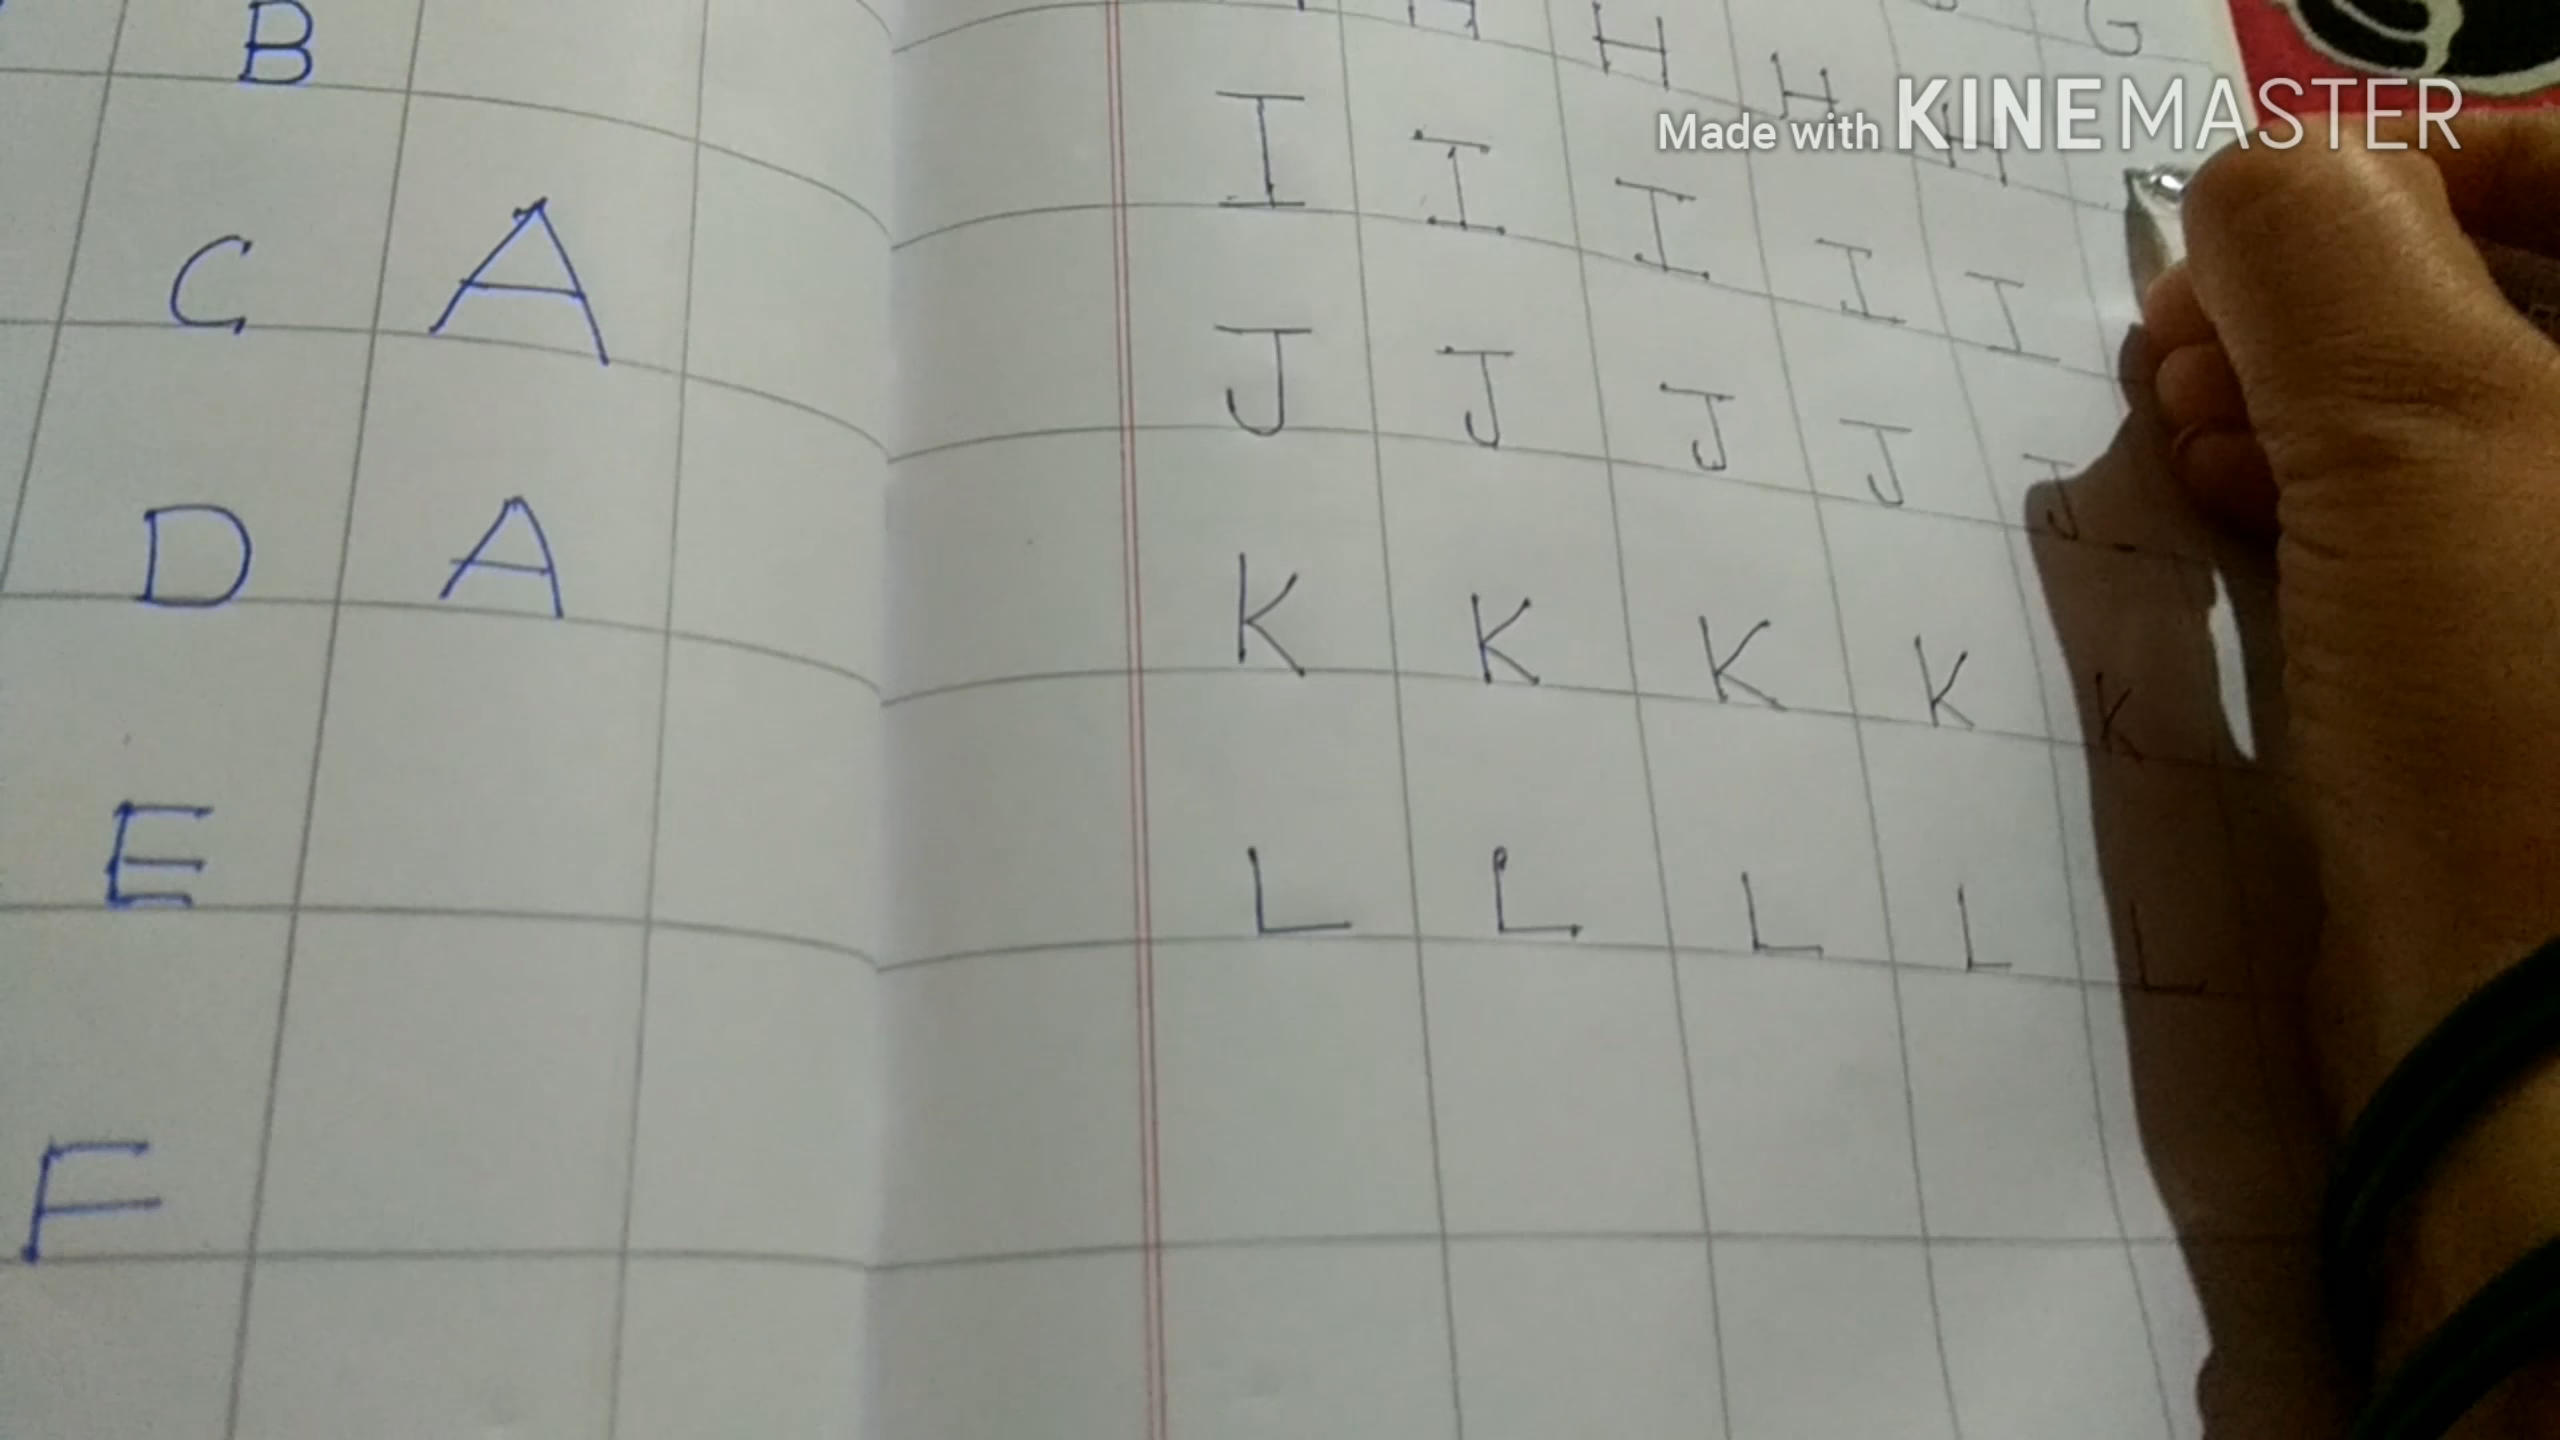 B
C A
D A
E
F
G
H H H H
I I I I I
J J J J J
K K K K K
L L L L L
Made with KINEMASTER